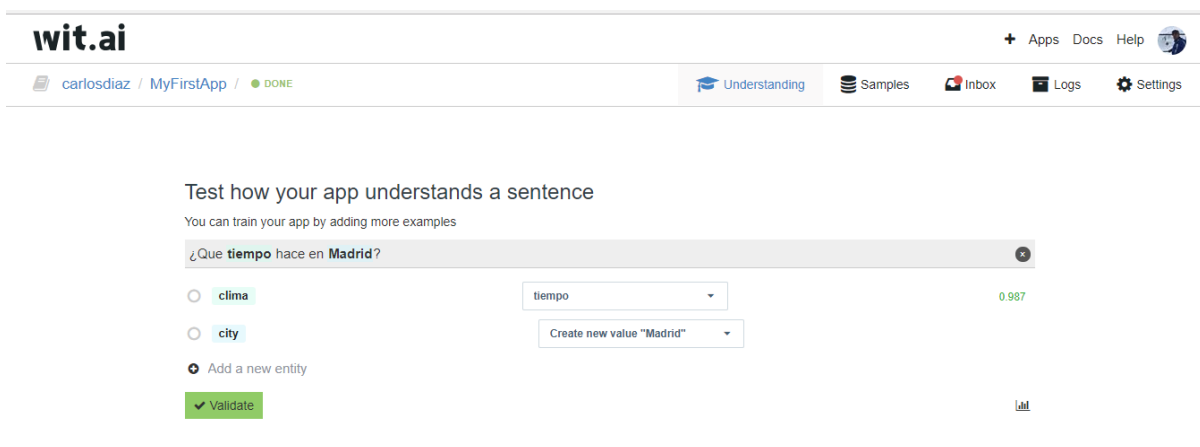 wit.ai
Apps Docs Help
carlosdiaz / MyFirstApp / DONE
Understanding Samples Inbox Logs Settings
Test how your app understands a sentence
You can train your app by adding more examples
¿Que tiempo hace en Madrid?
clima tiempo 0.987
city Create new value "Madrid"
Add a new entity
Validate